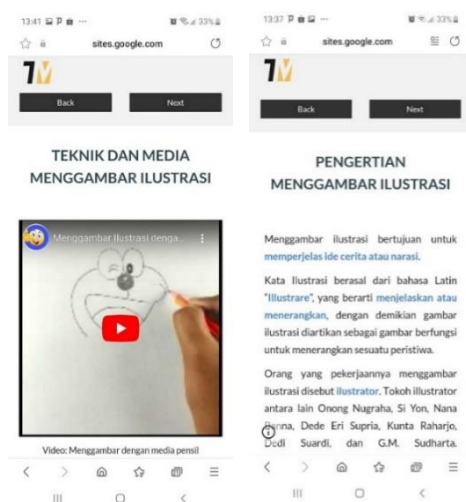 13:41
33%
sites.google.com
7M
Back
Next
TEKNIK DAN MEDIA
MENGGAMBAR ILUSTRASI
Menggambar Ilustrasi denga...
Video: Menggambar dengan media pensil
13:37
33%
sites.google.com
7M
Back
Next
PENGERTIAN
MENGGAMBAR ILUSTRASI
Menggambar ilustrasi bertujuan untuk
memperjelas ide cerita atau narasi.
Kata Ilustrasi berasal dari bahasa Latin
"Illustrare", yang berarti menjelaskan atau
menerangkan, dengan demikian gambar
ilustrasi diartikan sebagai gambar berfungsi
untuk menerangkan sesuatu peristiwa.
Orang yang pekerjaannya menggambar
ilustrasi disebut ilustrator. Tokoh illustrator
antara lain Onong Nugraha, Si Yon, Nana
Dede Eri Supria, Kunta Raharjo,
Dedi Suardi, dan G.M. Sudharta.